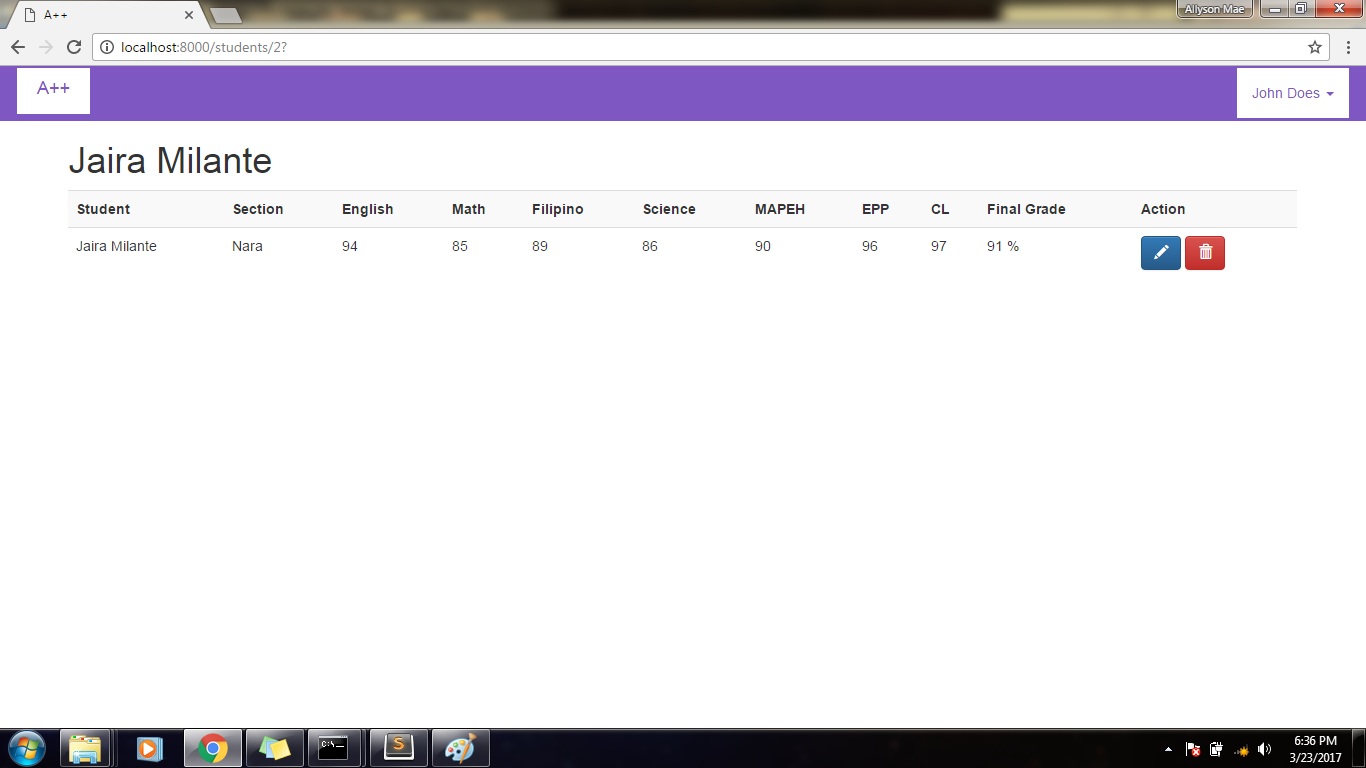 A++
Allyson Mae
localhost:8000/students/2?
A++
John Does
Jaira Milante
Student Section English Math Filipino Science MAPEH EPP CL Final Grade Action
Jaira Milante Nara 94 85 89 86 90 96 97 91 %
C:\_
S
6:36 PM
3/23/2017